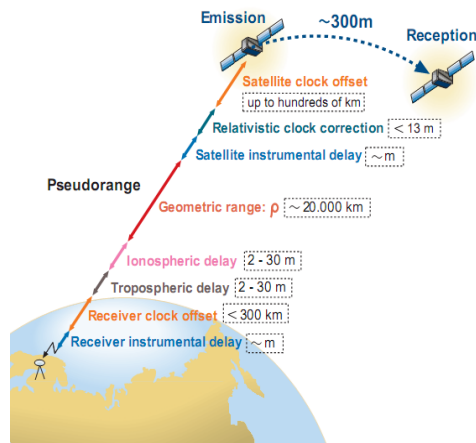 Emission
~300m
Reception
Satellite clock offset
up to hundreds of km
Relativistic clock correction < 13 m
Satellite instrumental delay ~m
Pseudorange
Geometric range: ρ ~20.000 km
Ionospheric delay 2 - 30 m
Tropospheric delay 2 - 30 m
Receiver clock offset <300 km
Receiver instrumental delay ~m